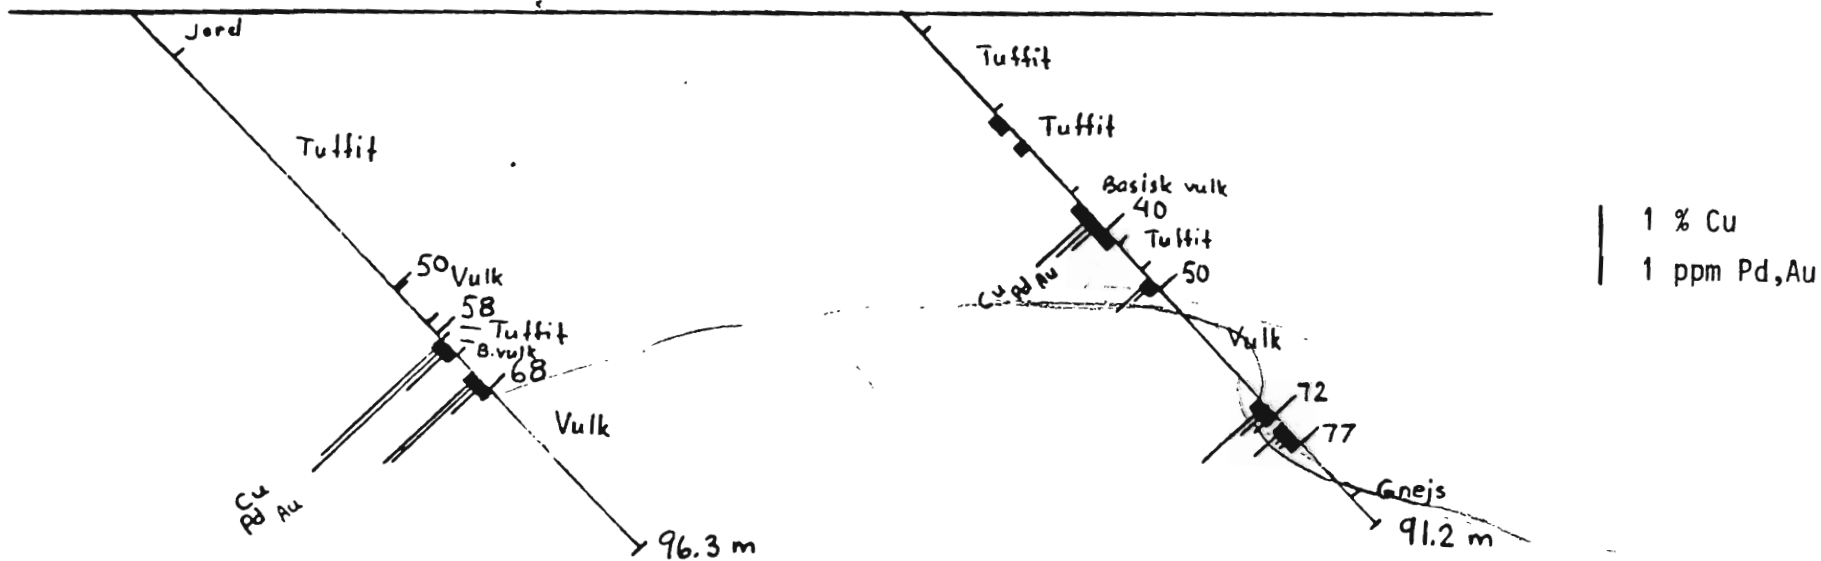 Jord
Tuffit
50 Vulk
58
Tuffit
B.vulk
68
Vulk
Cu
Pd Au
96.3 m
Tuffit
Tuffit
Basisk vulk
40
Tuffit
50
Cu Pd Au
Vulk
72
77
Gnejs
91.2 m
1 % Cu
1 ppm Pd,Au